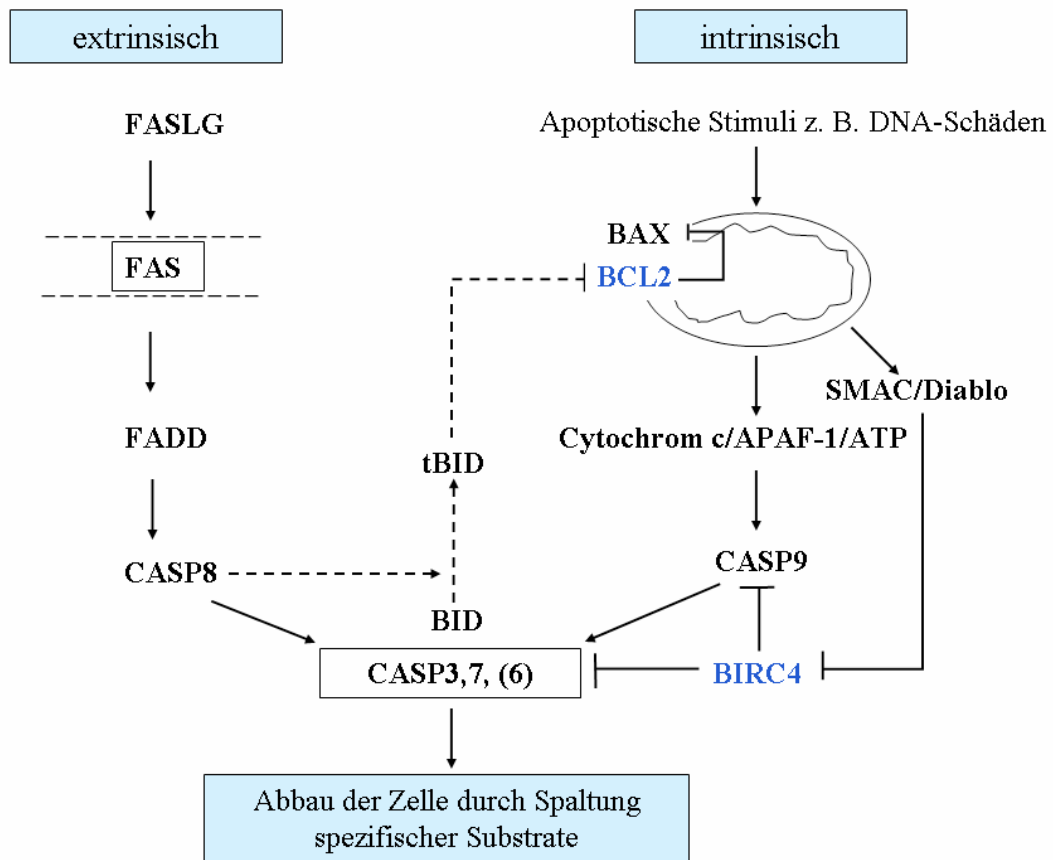 extrinsisch
intrinsisch
FASLG
Apoptotische Stimuli z. B. DNA-Schäden
BAX
FAS
BCL2
SMAC/Diablo
FADD
Cytochrom c/APAF-1/ATP
tBID
CASP8
CASP9
BID
CASP3,7, (6)
BIRC4
Abbau der Zelle durch Spaltung
spezifischer Substrate